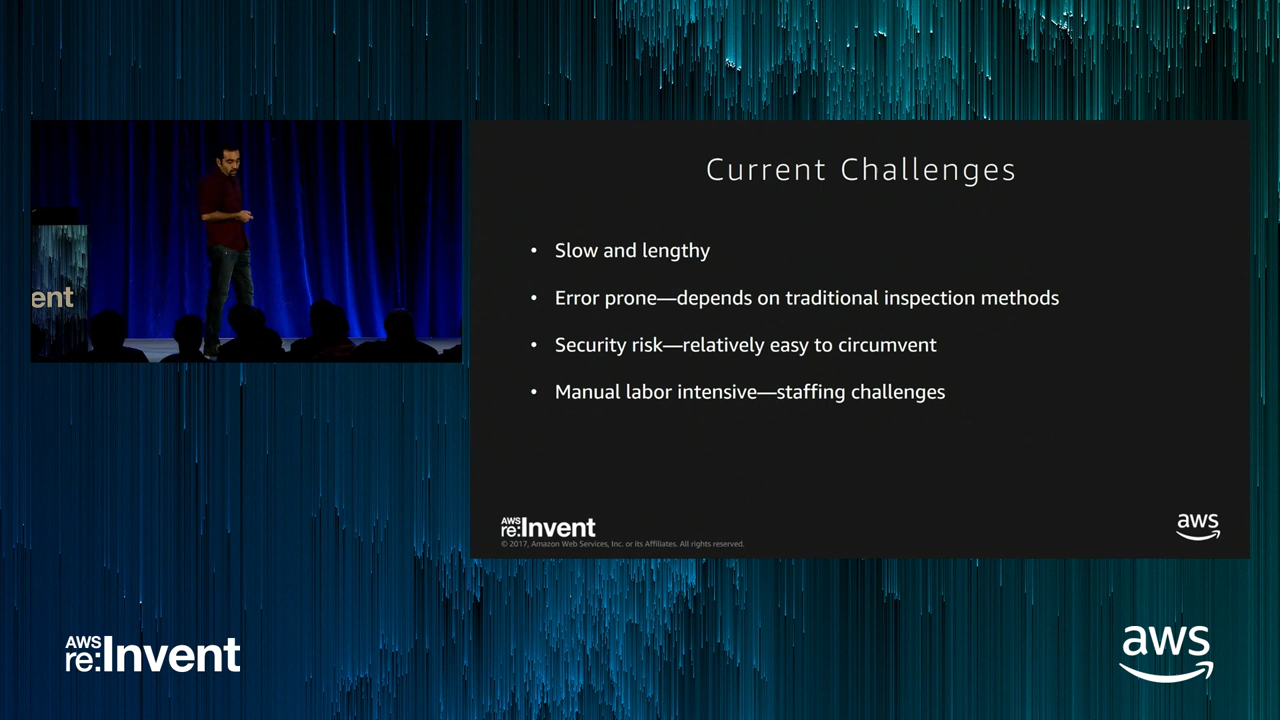 Current Challenges
• Slow and lengthy
• Error prone—depends on traditional inspection methods
• Security risk—relatively easy to circumvent
• Manual labor intensive—staffing challenges
ent
AWS
re:Invent
© 2017, Amazon Web Services, Inc. or its Affiliates. All rights reserved.
aws
AWS
re:Invent
aws